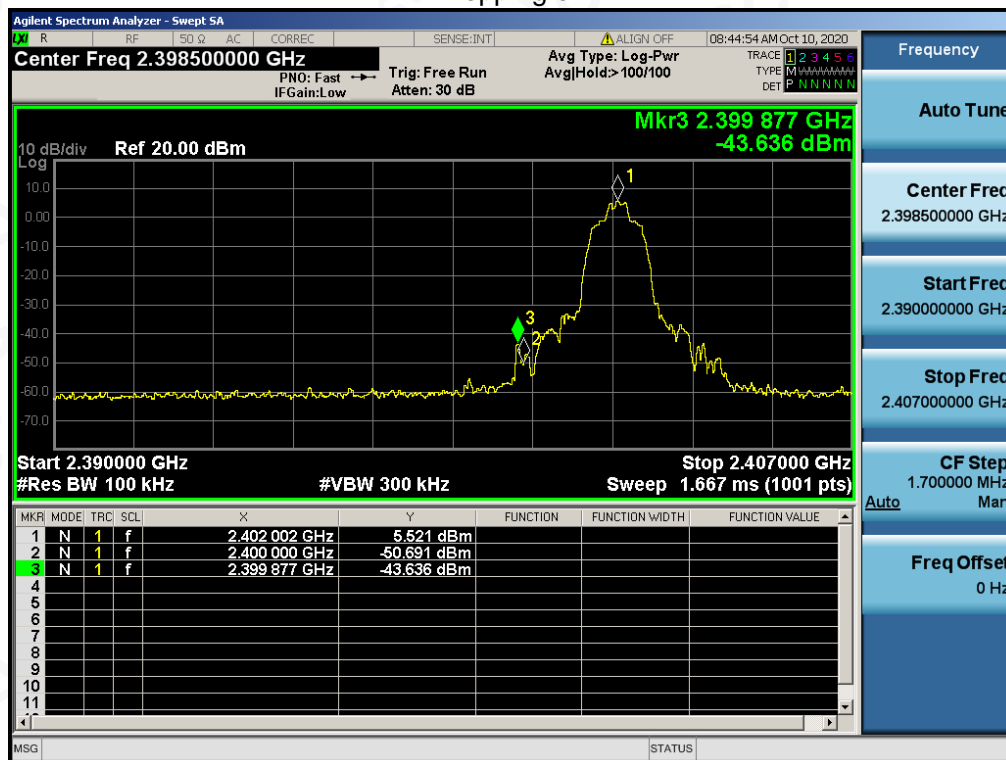 Agilent Spectrum Analyzer - Swept SA
LXI R RF 50 Ω AC CORREC SENSE:INT ALIGN OFF 08:44:54 AM Oct 10, 2020
Center Freq 2.398500000 GHz
PNO: Fast
IFGain:Low
Trig: Free Run
Atten: 30 dB
Avg Type: Log-Pwr
Avg|Hold:> 100/100
TRACE 1 2 3 4 5 6
TYPE M
DET P N N N N N
Mkr3 2.399 877 GHz
-43.636 dBm
10 dB/div Ref 20.00 dBm
Log
10.0
0.00
-10.0
-20.0
-30.0
-40.0
-50.0
-60.0
-70.0
1
3
2
Start 2.390000 GHz Stop 2.407000 GHz
#Res BW 100 kHz #VBW 300 kHz Sweep 1.667 ms (1001 pts)
MKR MODE TRC SCL X Y FUNCTION FUNCTION WIDTH FUNCTION VALUE
1 N 1 f 2.402 002 GHz 5.521 dBm
2 N 1 f 2.400 000 GHz -50.691 dBm
3 N 1 f 2.399 877 GHz -43.636 dBm
4
5
6
7
8
9
10
11
MSG STATUS
Frequency
Auto Tune
Center Freq
2.398500000 GHz
Start Freq
2.390000000 GHz
Stop Freq
2.407000000 GHz
CF Step
1.700000 MHz
Auto Man
Freq Offset
0 Hz